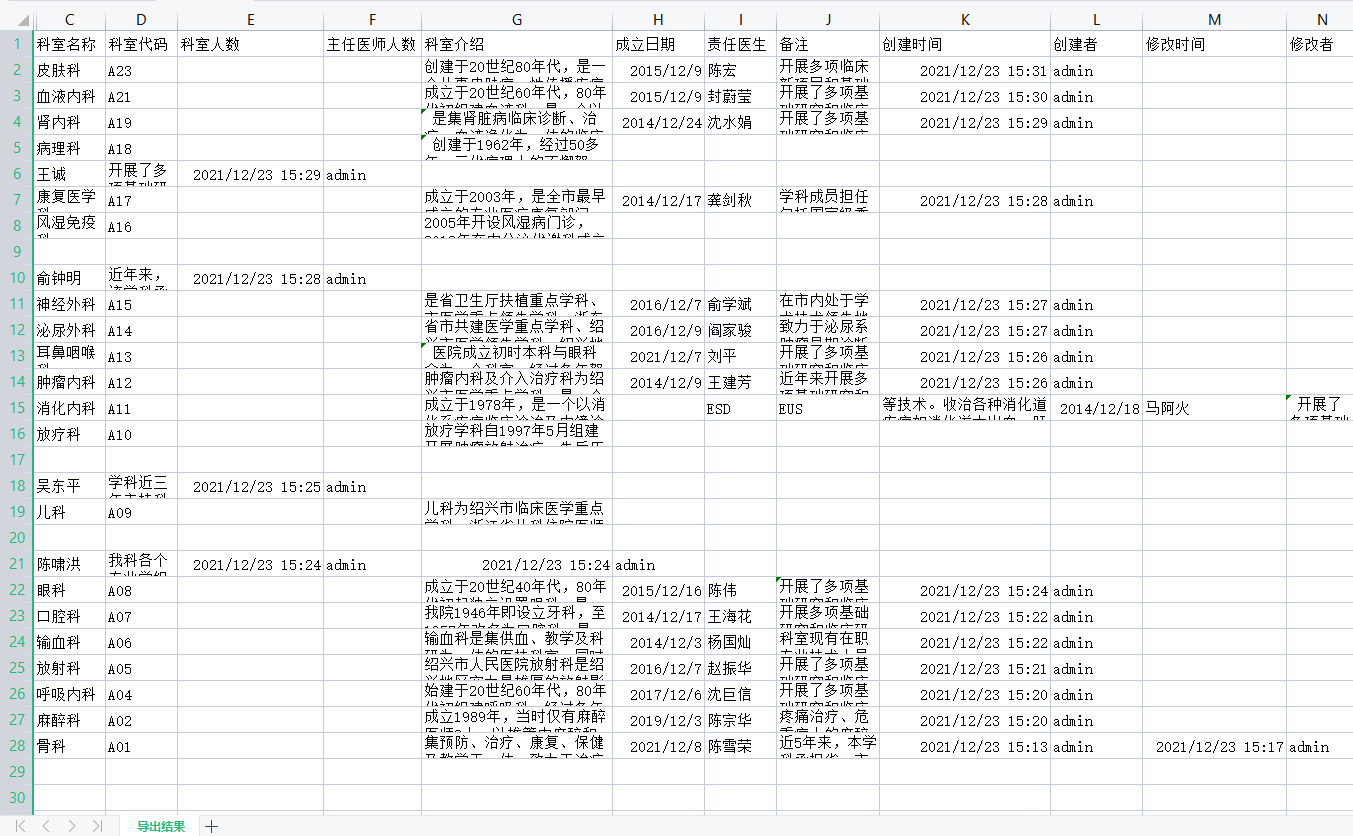 C D E F G H I J K L M N
1 科室名称 科室代码 科室人数 主任医师人数 科室介绍 成立日期 责任医生 备注 创建时间 创建者 修改时间 修改者
2 皮肤科 A23 创建于20世纪80年代，是一 2015/12/9 陈宏 开展多项临床 2021/12/23 15:31 admin
3 血液内科 A21 成立于20世纪60年代，80年 2015/12/9 封蔚莹 开展了多项基 2021/12/23 15:30 admin
4 肾内科 A19 是集肾脏病临床诊断、治 2014/12/24 沈水娟 开展了多项基 2021/12/23 15:29 admin
5 病理科 A18 创建于1962年，经过50多
6 王诚 开展了多 2021/12/23 15:29 admin
7 康复医学 A17 成立于2003年，是全市最早 2014/12/17 龚剑秋 学科成员担任 2021/12/23 15:28 admin
8 风湿免疫 A16 2005年开设风湿病门诊，
9
10 俞钟明 近年来， 2021/12/23 15:28 admin
11 神经外科 A15 是省卫生厅扶植重点学科、 2016/12/7 俞学斌 在市内处于学 2021/12/23 15:27 admin
12 泌尿外科 A14 省市共建医学重点学科、绍 2016/12/9 阎家骏 致力于泌尿系 2021/12/23 15:27 admin
13 耳鼻咽喉 A13 医院成立初时本科与眼科 2021/12/7 刘平 开展了多项基 2021/12/23 15:26 admin
14 肿瘤内科 A12 肿瘤内科及介入治疗科为绍 2014/12/9 王建芳 近年来开展多 2021/12/23 15:26 admin
15 消化内科 A11 成立于1978年，是一个以消 ESD EUS 等技术。收治各种消化道 2014/12/18 马阿火 开展了
16 放疗科 A10 放疗学科自1997年5月组建
17
18 吴东平 学科近三 2021/12/23 15:25 admin
19 儿科 A09 儿科为绍兴市临床医学重点
20
21 陈啸洪 我科各个 2021/12/23 15:24 admin 2021/12/23 15:24 admin
22 眼科 A08 成立于20世纪40年代，80年 2015/12/16 陈伟 开展了多项基 2021/12/23 15:24 admin
23 口腔科 A07 我院1946年即设立牙科，至 2014/12/17 王海花 开展多项基础 2021/12/23 15:22 admin
24 输血科 A06 输血科是集供血、教学及科 2014/12/3 杨国灿 科室现有在职 2021/12/23 15:22 admin
25 放射科 A05 绍兴市人民医院放射科是绍 2016/12/7 赵振华 开展了多项基 2021/12/23 15:21 admin
26 呼吸内科 A04 始建于20世纪60年代，80年 2017/12/6 沈巨信 开展了多项基 2021/12/23 15:20 admin
27 麻醉科 A02 成立1989年，当时仅有麻醉 2019/12/3 陈宗华 疼痛治疗、危 2021/12/23 15:20 admin
28 骨科 A01 集预防、治疗、康复、保健 2021/12/8 陈雪荣 近5年来，本学 2021/12/23 15:13 admin 2021/12/23 15:17 admin
29
30
导出结果